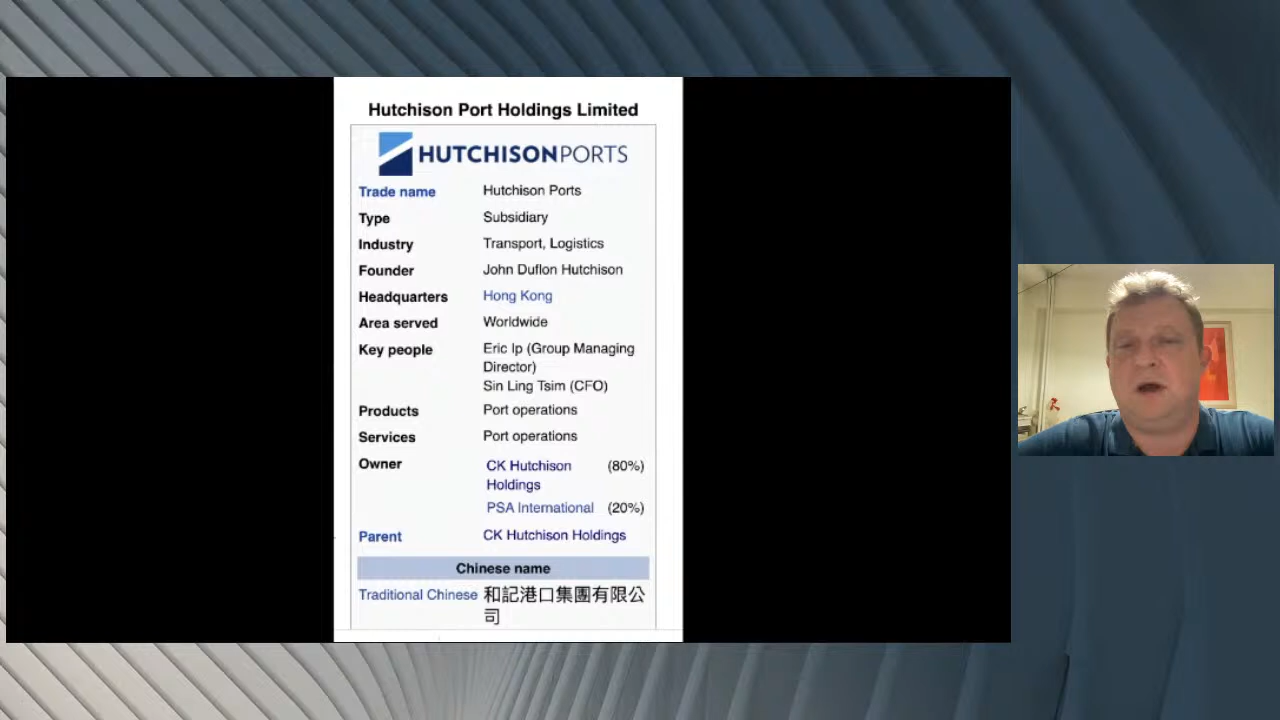 Hutchison Port Holdings Limited
HUTCHISONPORTS
Trade name Hutchison Ports
Type Subsidiary
Industry Transport, Logistics
Founder John Duflon Hutchison
Headquarters Hong Kong
Area served Worldwide
Key people Eric Ip (Group Managing
Director)
Sin Ling Tsim (CFO)
Products Port operations
Services Port operations
Owner CK Hutchison (80%)
Holdings
PSA International (20%)
Parent CK Hutchison Holdings
Chinese name
Traditional Chinese 和記港口集團有限公
司